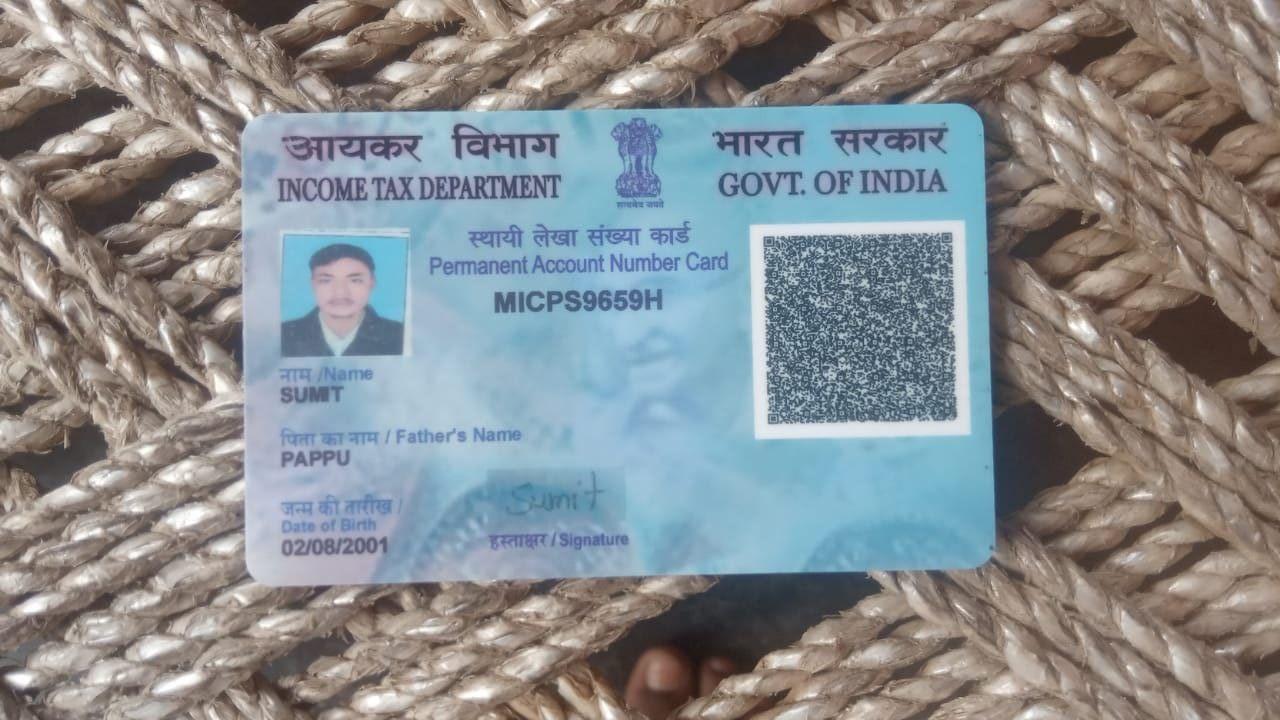 आयकर विभाग
INCOME TAX DEPARTMENT
सत्यमेव जयते
भारत सरकार
GOVT. OF INDIA
स्थायी लेखा संख्या कार्ड
Permanent Account Number Card
MICPS9659H
नाम /Name
SUMIT
पिता का नाम / Father's Name
PAPPU
जन्म की तारीख /
Date of Birth
02/08/2001
Sumit
हस्ताक्षर / Signature